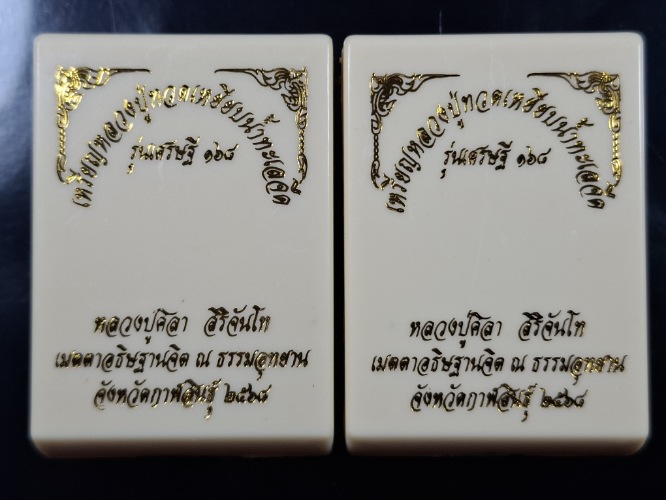 เหรียญหลวงปู่ทวดเหยียบน้ำทะเลจืด
รุ่นเศรษฐี ๑๖๘
หลวงปู่ศิลา สิริจันโท
เมตตาอธิษฐานจิต ณ ธรรมอุทยาน
จังหวัดกาฬสินธุ์ ๒๕๖๘
เหรียญหลวงปู่ทวดเหยียบน้ำทะเลจืด
รุ่นเศรษฐี ๑๖๘
หลวงปู่ศิลา สิริจันโท
เมตตาอธิษฐานจิต ณ ธรรมอุทยาน
จังหวัดกาฬสินธุ์ ๒๕๖๘